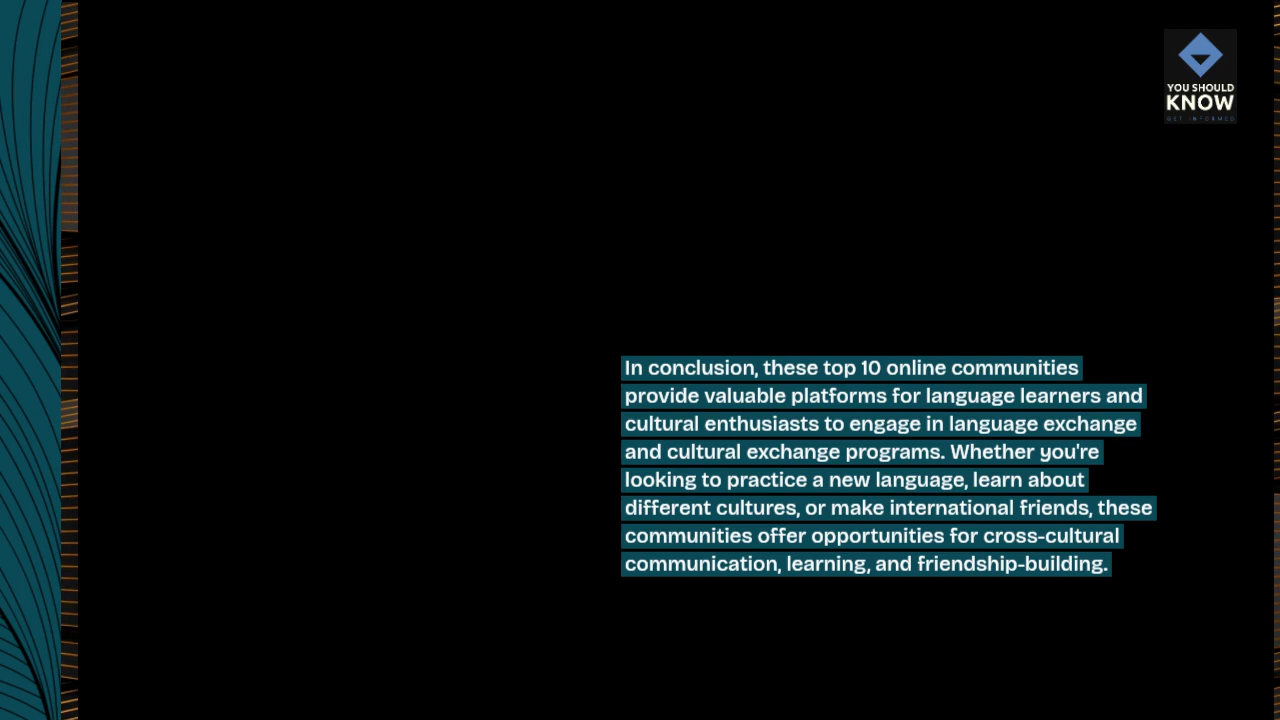 YOU SHOULD
KNOW
GET INFORMED
In conclusion, these top 10 online communities
provide valuable platforms for language learners and
cultural enthusiasts to engage in language exchange
and cultural exchange programs. Whether you're
looking to practice a new language, learn about
different cultures, or make international friends, these
communities offer opportunities for cross-cultural
communication, learning, and friendship-building.